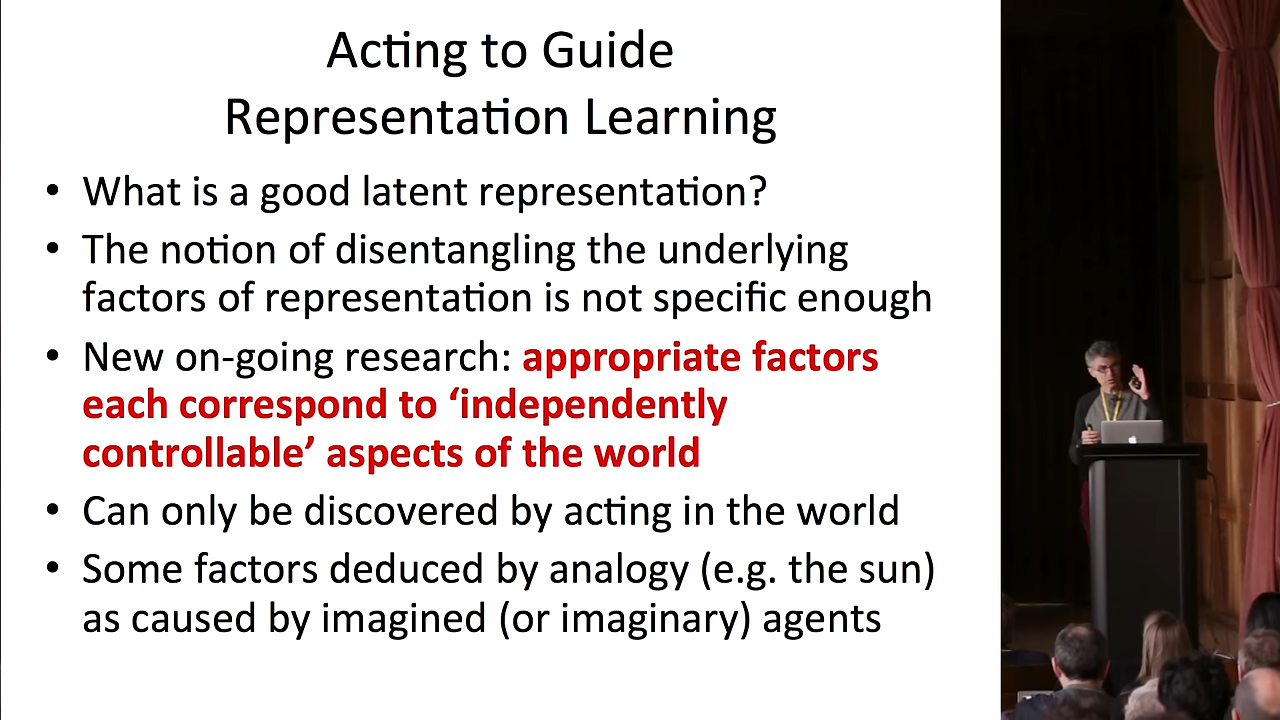 Acting to Guide
Representation Learning
• What is a good latent representation?
• The notion of disentangling the underlying
factors of representation is not specific enough
• New on-going research: appropriate factors
each correspond to ‘independently
controllable’ aspects of the world
• Can only be discovered by acting in the world
• Some factors deduced by analogy (e.g. the sun)
as caused by imagined (or imaginary) agents